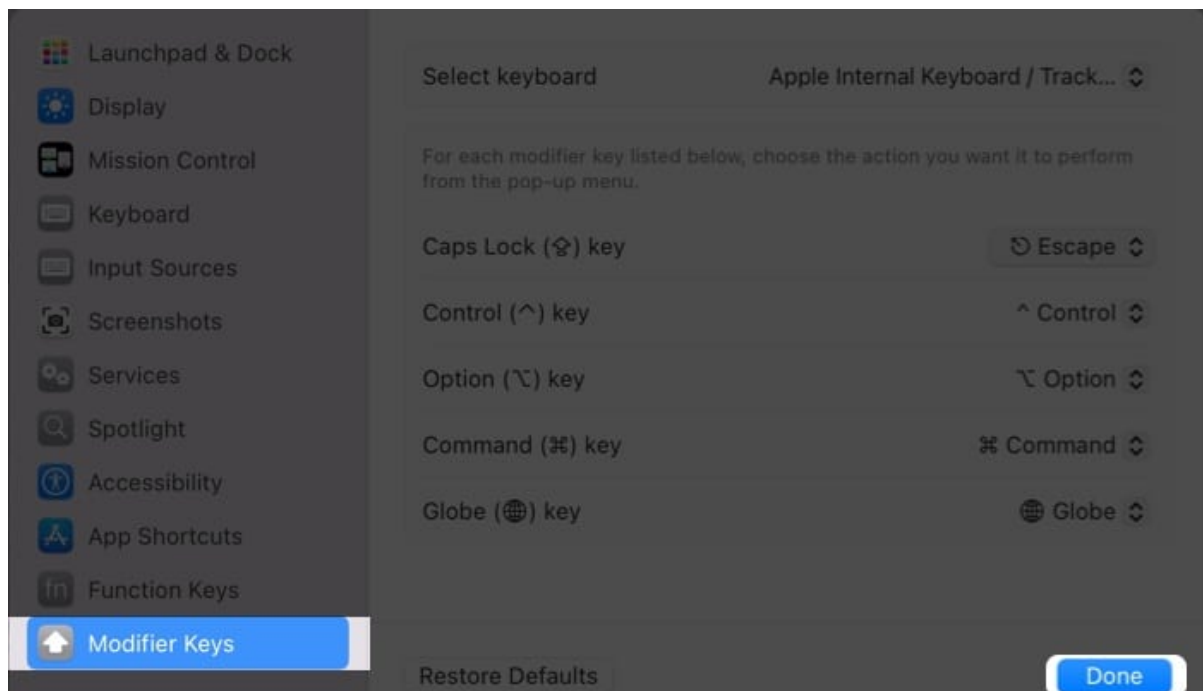 Launchpad & Dock
Display
Mission Control
Keyboard
Input Sources
Screenshots
Services
Spotlight
Accessibility
App Shortcuts
fn Function Keys
Modifier Keys
Select keyboard Apple Internal Keyboard / Track...
For each modifier key listed below, choose the action you want it to perform
from the pop-up menu.
Caps Lock (⇪) key ⎋ Escape
Control (^) key ^ Control
Option (⌥) key ⌥ Option
Command (⌘) key ⌘ Command
Globe (🌐) key 🌐 Globe
Restore Defaults Done